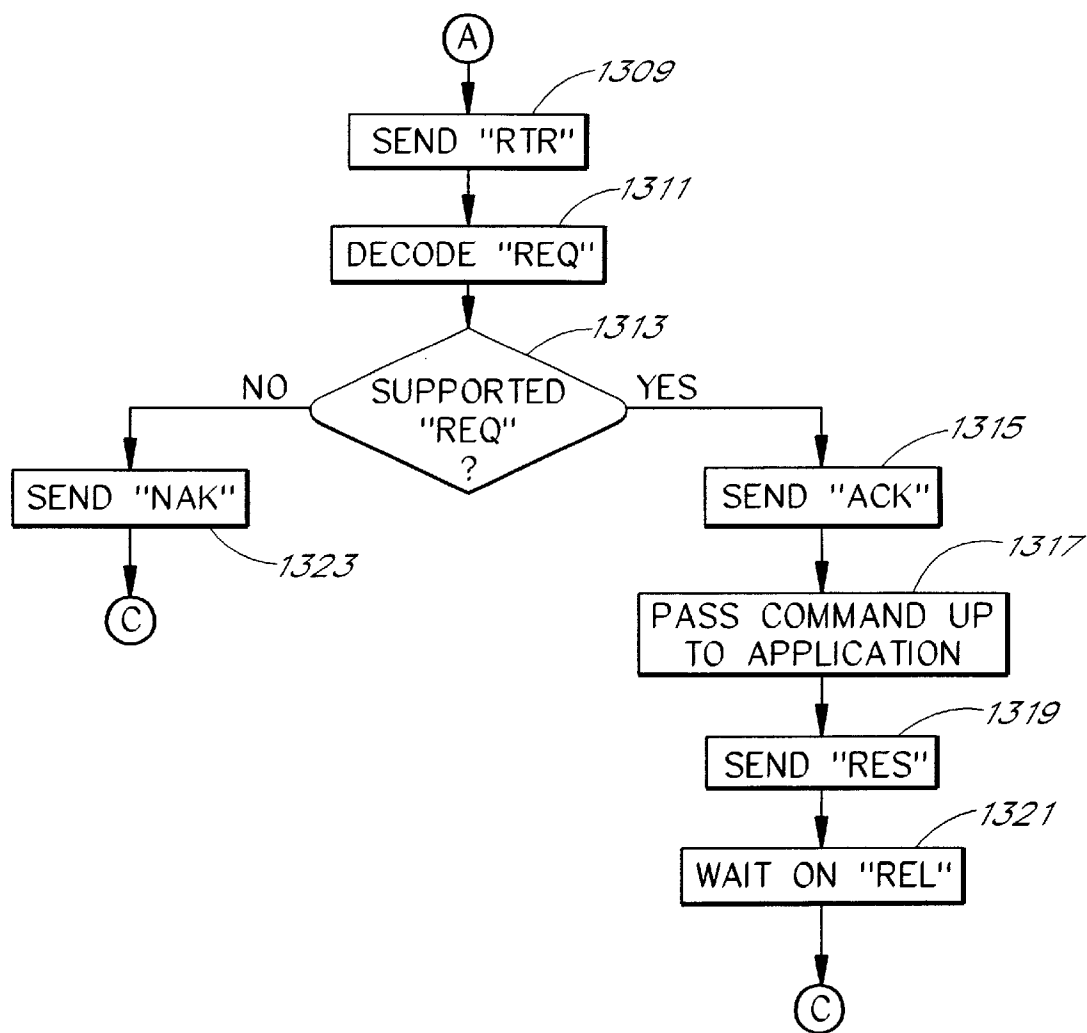 A
1309
SEND "RTR"
1311
DECODE "REQ"
1313
NO
SUPPORTED
"REQ"
?
YES
1315
SEND "NAK"
SEND "ACK"
1323
1317
C
PASS COMMAND UP
TO APPLICATION
1319
SEND "RES"
1321
WAIT ON "REL"
C